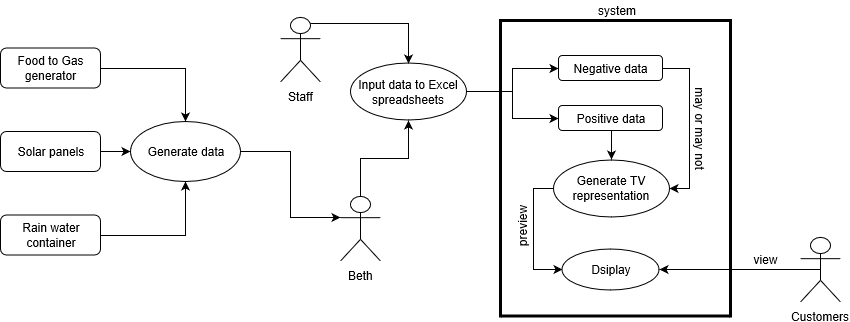 system
Food to Gas
generator
Staff
Input data to Excel
spreadsheets
Negative data
may or may not
Positive data
Solar panels
Generate data
Generate TV
representation
Rain water
container
Beth
preview
Dsiplay
view
Customers